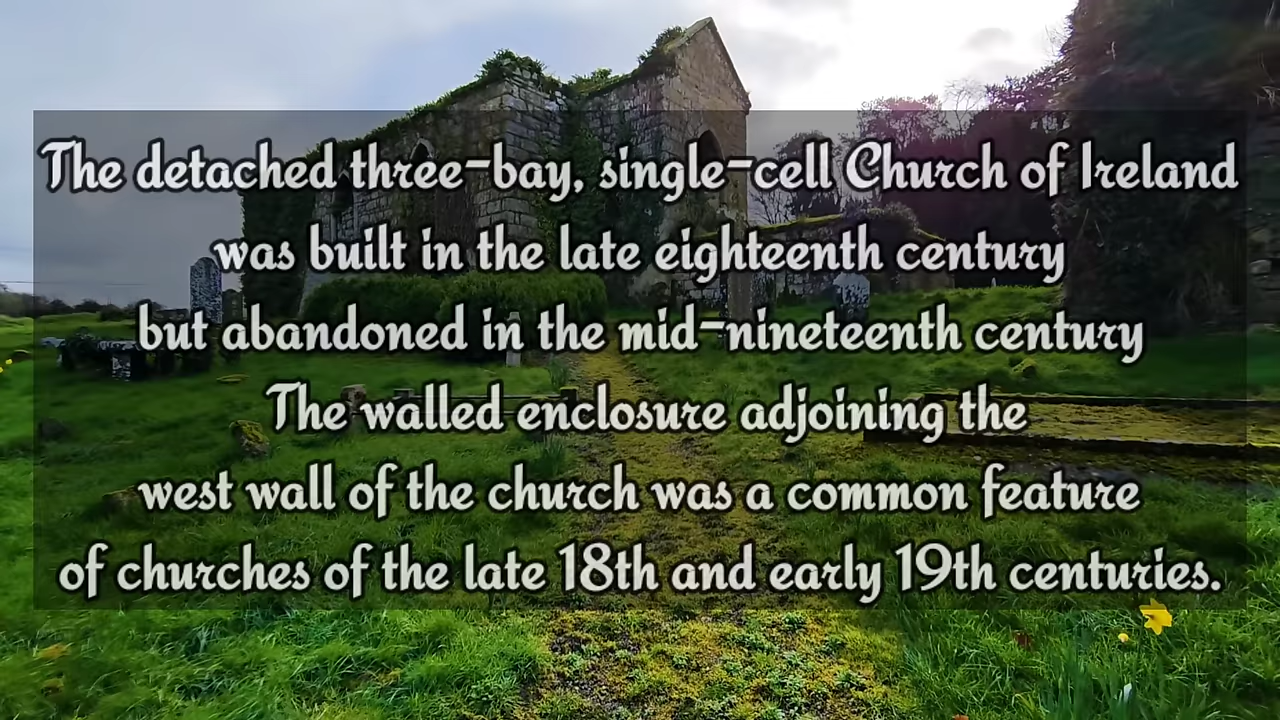 The detached three-bay, single-cell Church of Ireland
was built in the late eighteenth century
but abandoned in the mid-nineteenth century
The walled enclosure adjoining the
west wall of the church was a common feature
of churches of the late 18th and early 19th centuries.